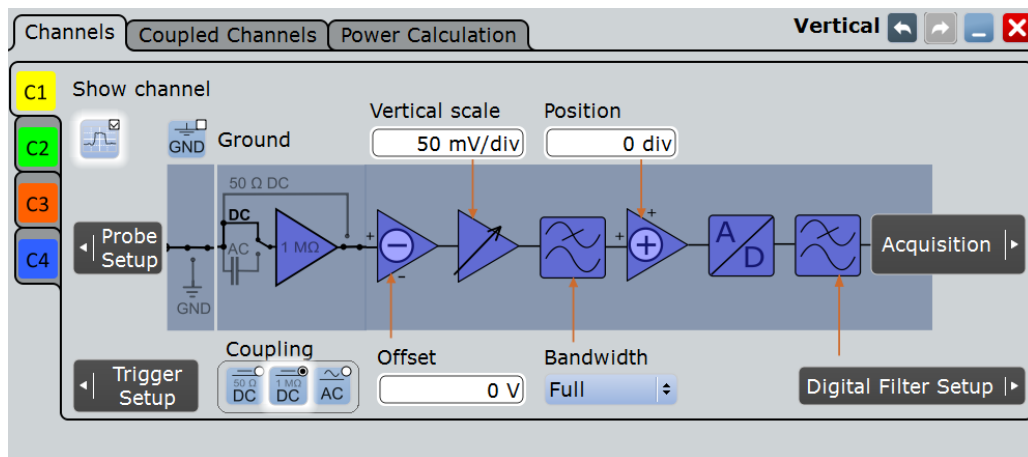 Channels
Coupled Channels
Power Calculation
Vertical
C1
C2
C3
C4
Show channel
GND
Ground
Vertical scale
50 mV/div
Position
0 div
50 Ω DC
DC
AC
1 MΩ
GND
+
−
-
+
+
+
A
D
Probe
Setup
Acquisition
Trigger
Setup
Coupling
50 Ω
DC
1 MΩ
DC
AC
Offset
0 V
Bandwidth
Full
Digital Filter Setup